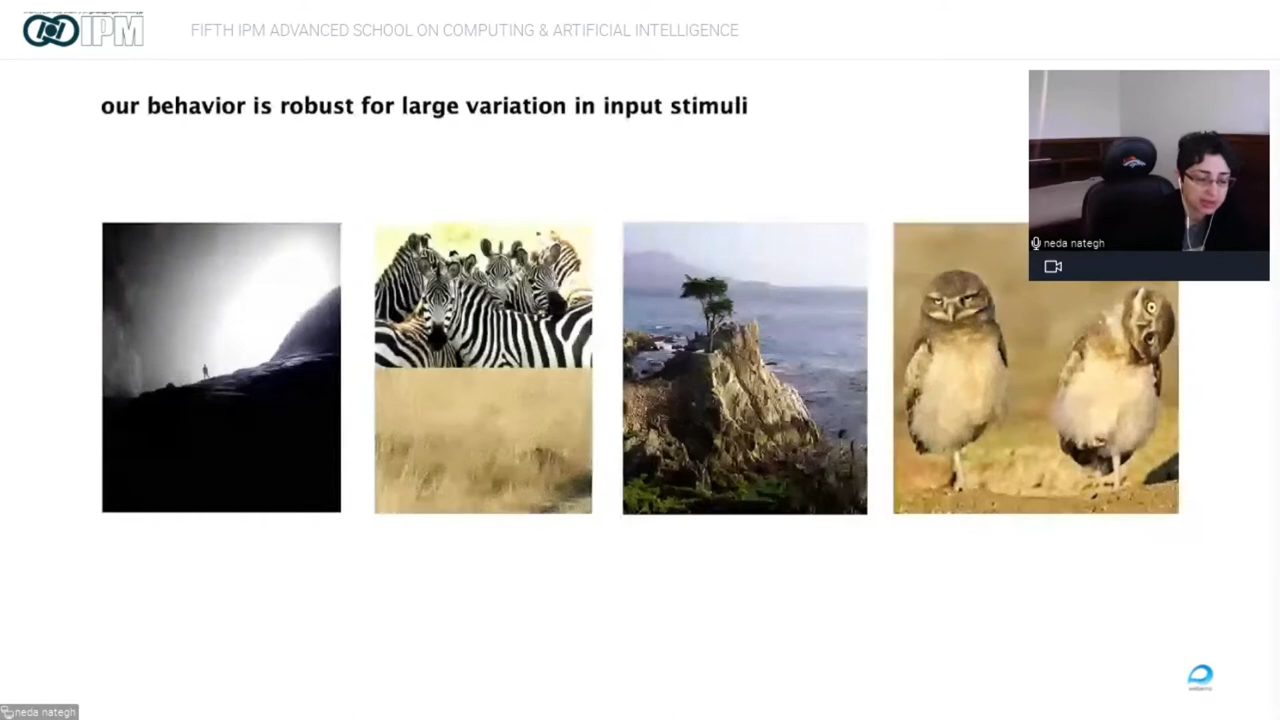 IPM
FIFTH IPM ADVANCED SCHOOL ON COMPUTING & ARTIFICIAL INTELLIGENCE
our behavior is robust for large variation in input stimuli
neda nategh
neda nategh